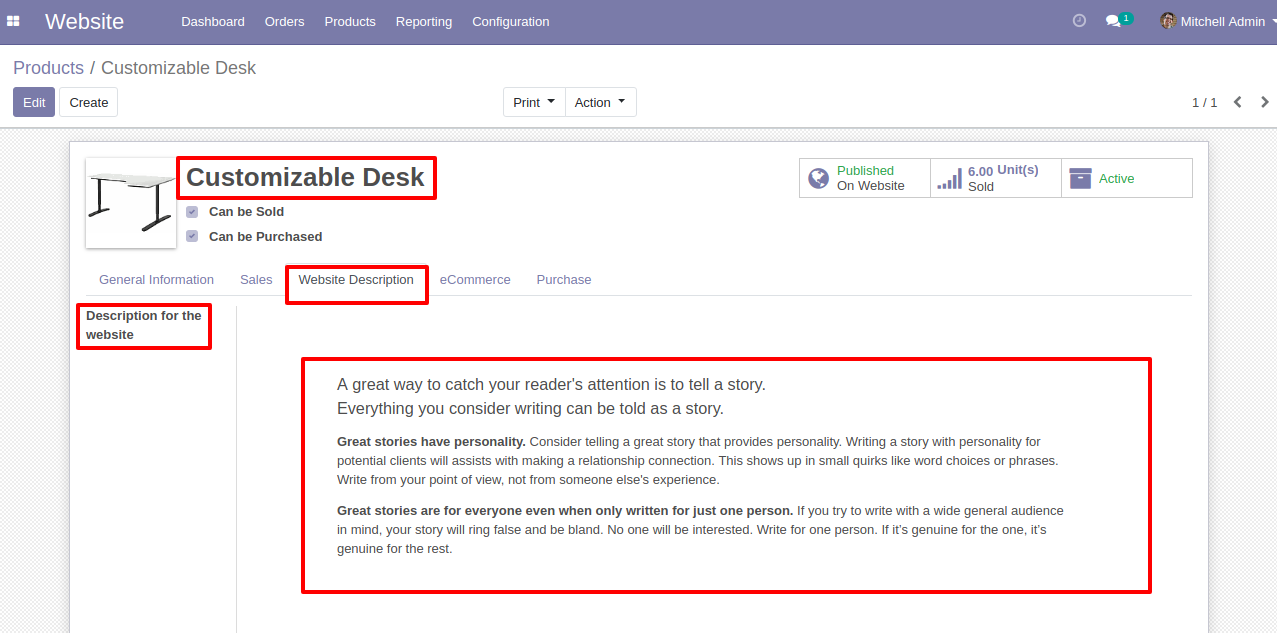 Website Dashboard Orders Products Reporting Configuration 1 Mitchell Admin
Products / Customizable Desk
Edit Create Print Action 1 / 1
Customizable Desk
Can be Sold
Can be Purchased
Published
On Website
6.00 Unit(s)
Sold
Active
General Information Sales Website Description eCommerce Purchase
Description for the
website
A great way to catch your reader's attention is to tell a story.
Everything you consider writing can be told as a story.
Great stories have personality. Consider telling a great story that provides personality. Writing a story with personality for
potential clients will assists with making a relationship connection. This shows up in small quirks like word choices or phrases.
Write from your point of view, not from someone else's experience.
Great stories are for everyone even when only written for just one person. If you try to write with a wide general audience
in mind, your story will ring false and be bland. No one will be interested. Write for one person. If it's genuine for the one, it's
genuine for the rest.